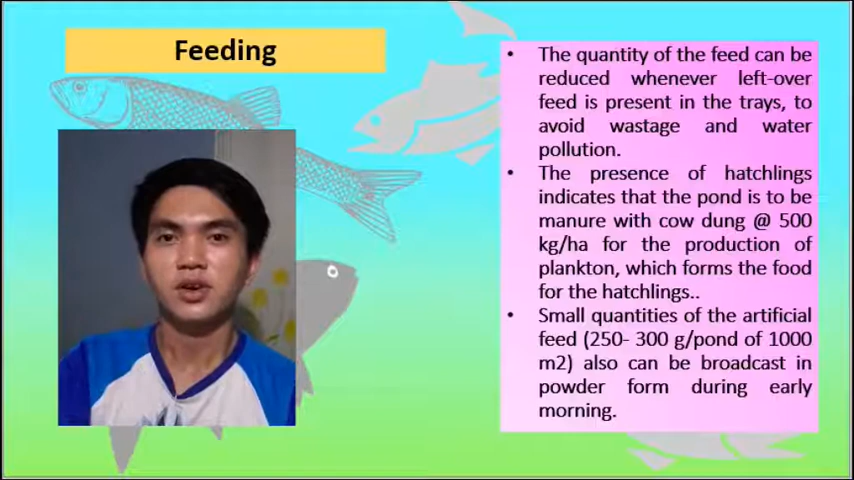 Feeding
• The quantity of the feed can be
reduced whenever left-over
feed is present in the trays, to
avoid wastage and water
pollution.
• The presence of hatchlings
indicates that the pond is to be
manure with cow dung @ 500
kg/ha for the production of
plankton, which forms the food
for the hatchlings..
• Small quantities of the artificial
feed (250- 300 g/pond of 1000
m2) also can be broadcast in
powder form during early
morning.